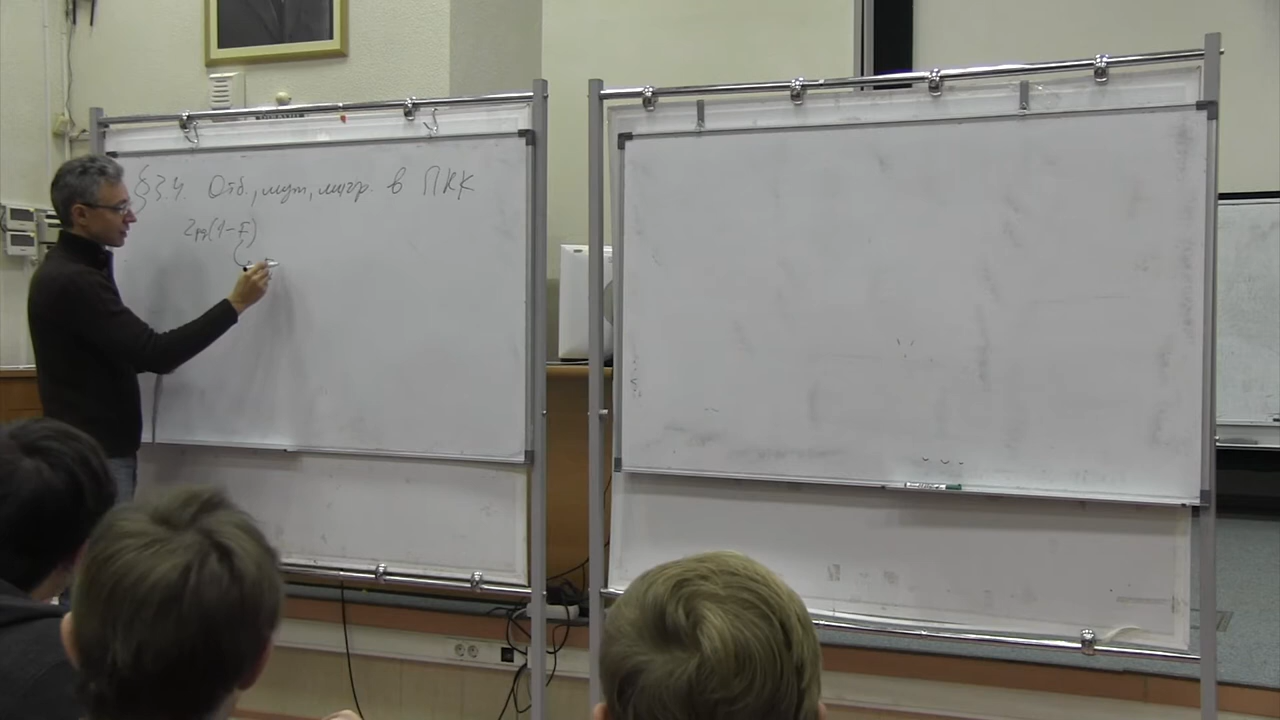 §3.4. Отб., мут, мигр. в ПКК
2pq(1-F)